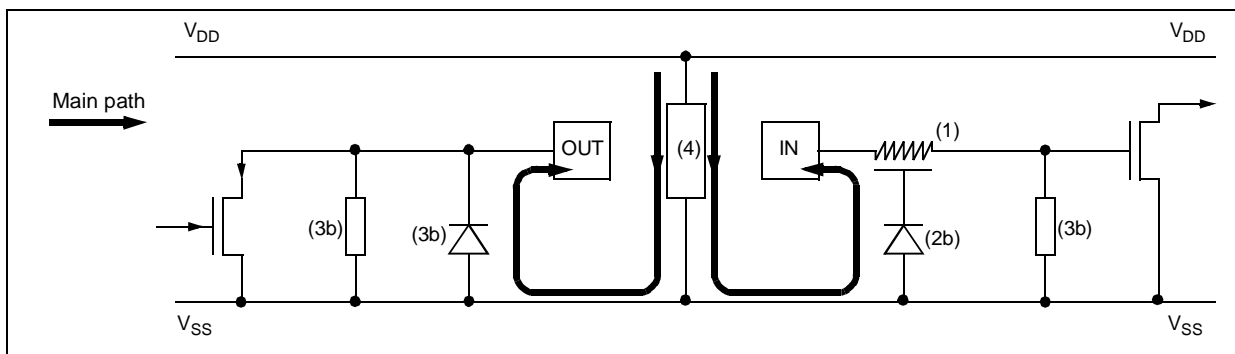 V_DD V_DD
Main path
OUT (4) IN (1)
(3b) (3b) (2b) (3b)
V_SS V_SS